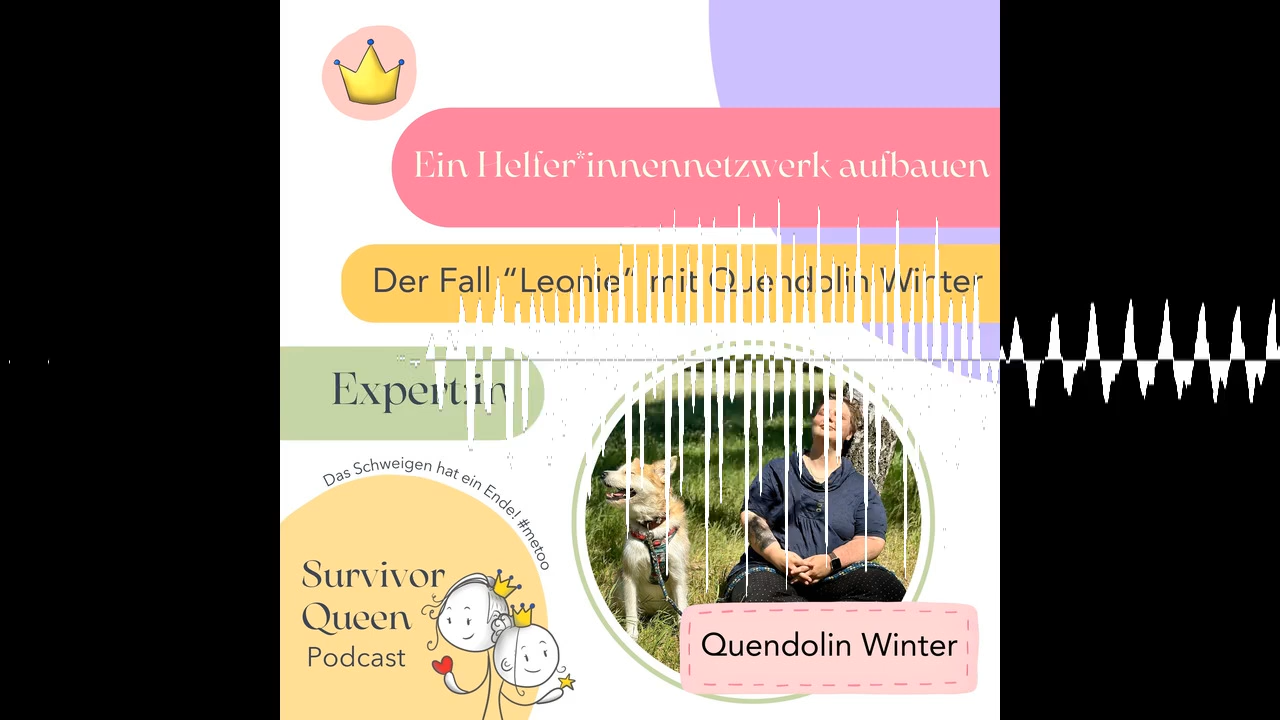 Ein Helfer*innennetzwerk aufbauen
Der Fall “Leonie” mit Quendolin Winter
Expert:in
Das Schweigen hat ein Ende! #metoo
Survivor
Queen
Podcast
Quendolin Winter